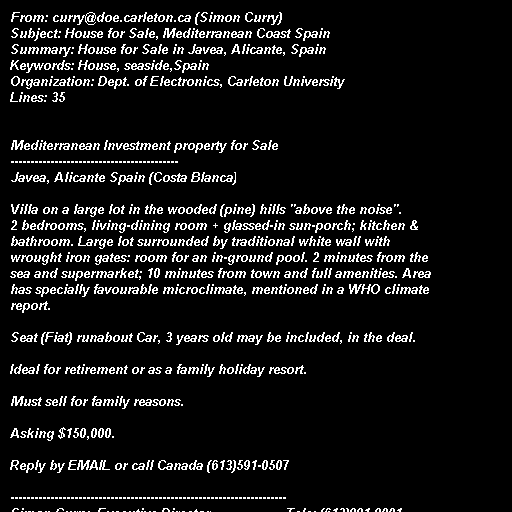 From: curry@doe.carleton.ca (Simon Curry)
Subject: House for Sale, Mediterranean Coast Spain
Summary: House for Sale in Javea, Alicante, Spain
Keywords: House, seaside,Spain
Organization: Dept. of Electronics, Carleton University
Lines: 35
Mediterranean Investment property for Sale
------------------------------------------
Javea, Alicante Spain (Costa Blanca)
Villa on a large lot in the wooded (pine) hills "above the noise".
2 bedrooms, living-dining room + glassed-in sun-porch; kitchen &
bathroom. Large lot surrounded by traditional white wall with
wrought iron gates: room for an in-ground pool. 2 minutes from the
sea and supermarket; 10 minutes from town and full amenities. Area
has specially favourable microclimate, mentioned in a WHO climate
report.
Seat (Fiat) runabout Car, 3 years old may be included, in the deal.
Ideal for retirement or as a family holiday resort.
Must sell for family reasons.
Asking $150,000.
Reply by EMAIL or call Canada (613)591-0507
---------------------------------------------------------------------
Simon Curry, Executive Director